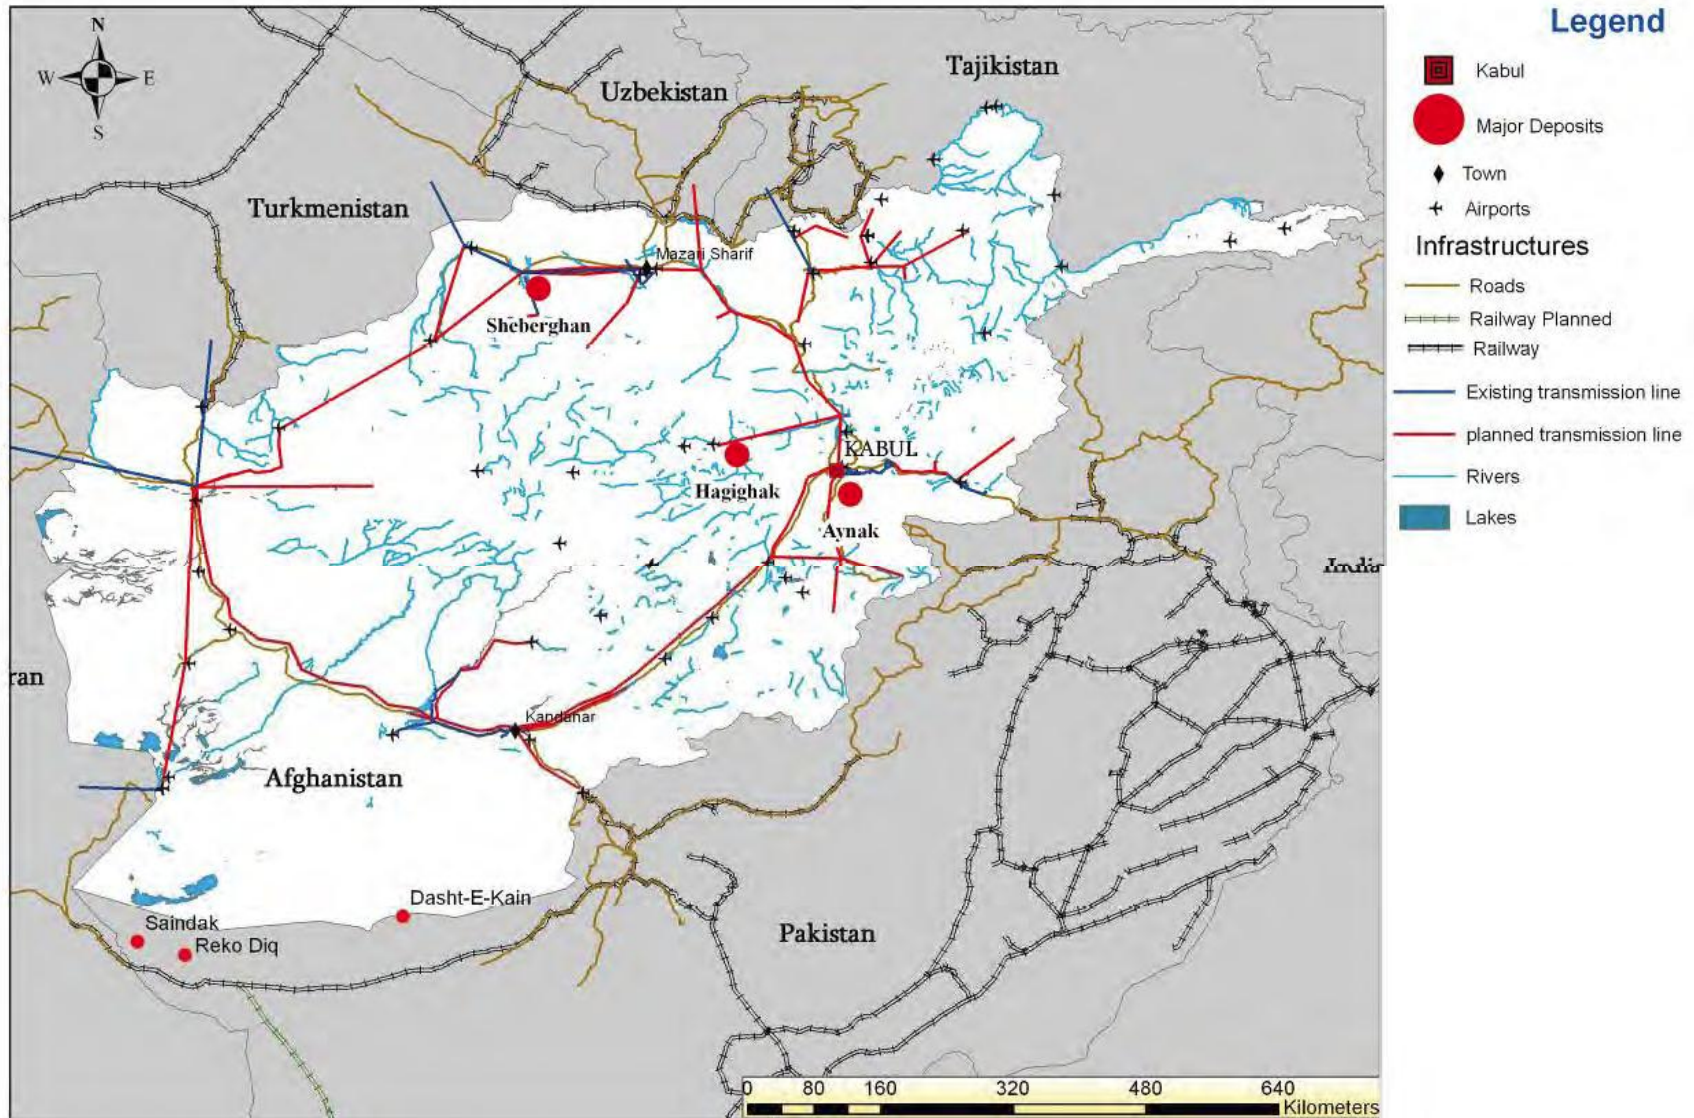 N
W E
S
Uzbekistan
Tajikistan
Turkmenistan
Mazari Sharif
Sheberghan
KABUL
Hagighak
Aynak
India
ran
Kandahar
Afghanistan
Dasht-E-Kain
Saindak
Reko Diq
Pakistan
0 80 160 320 480 640
Kilometers
Legend
Kabul
Major Deposits
Town
Airports
Infrastructures
Roads
Railway Planned
Railway
Existing transmission line
planned transmission line
Rivers
Lakes